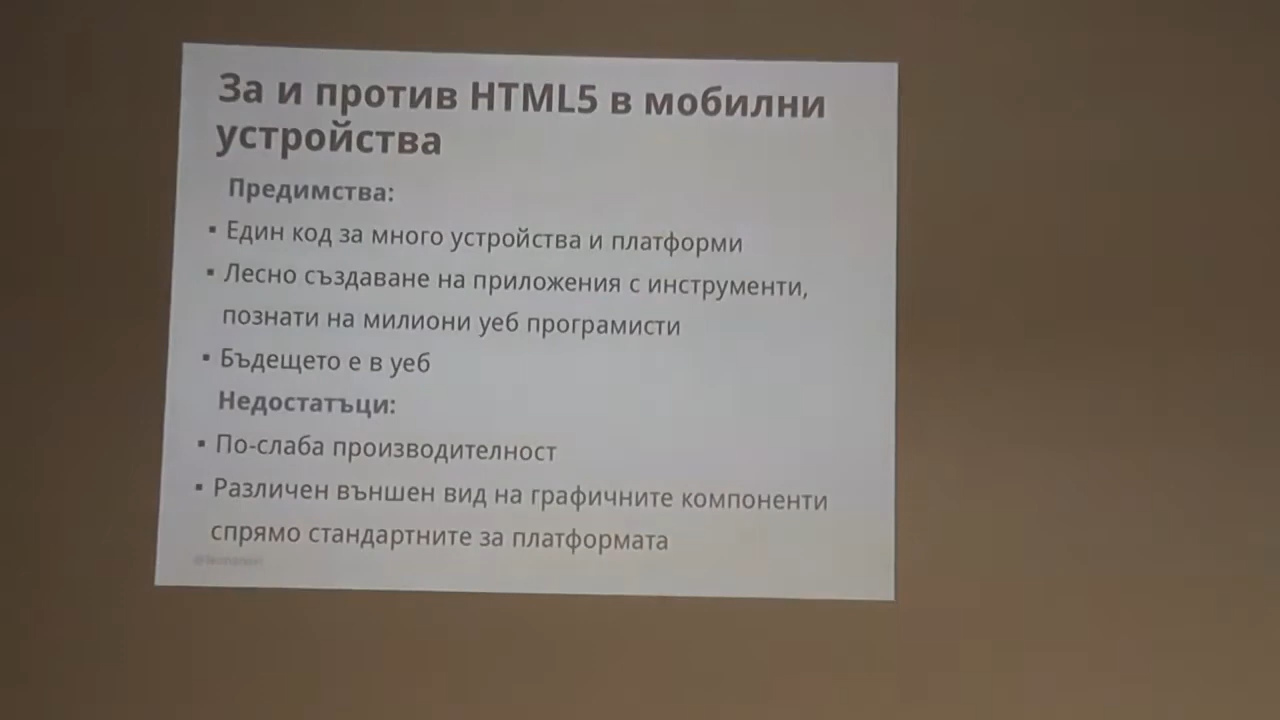 За и против HTML5 в мобилни
устройства
Предимства:
▪ Един код за много устройства и платформи
▪ Лесно създаване на приложения с инструменти,
познати на милиони уеб програмисти
▪ Бъдещето е в уеб
Недостатъци:
▪ По-слаба производителност
▪ Различен външен вид на графичните компоненти
спрямо стандартните за платформата